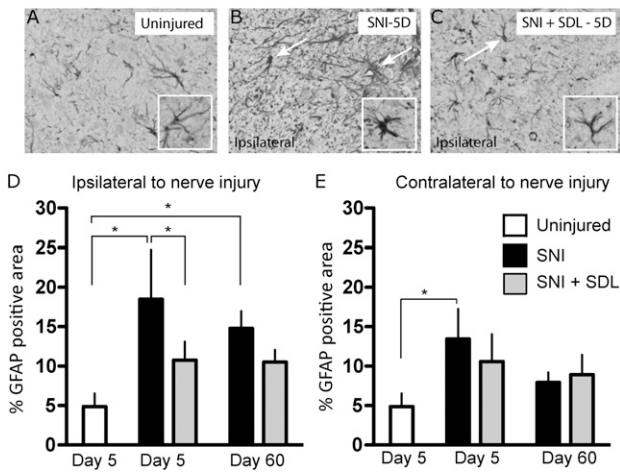 A
Uninjured
B
SNI-5D
Ipsilateral
C
SNI + SDL - 5D
Ipsilateral
D
Ipsilateral to nerve injury
% GFAP positive area
30
25
20
15
10
5
0
*
*
*
Day 5
Day 5
Day 60
E
Contralateral to nerve injury
% GFAP positive area
30
25
20
15
10
5
0
*
Uninjured
SNI
SNI + SDL
Day 5
Day 5
Day 60